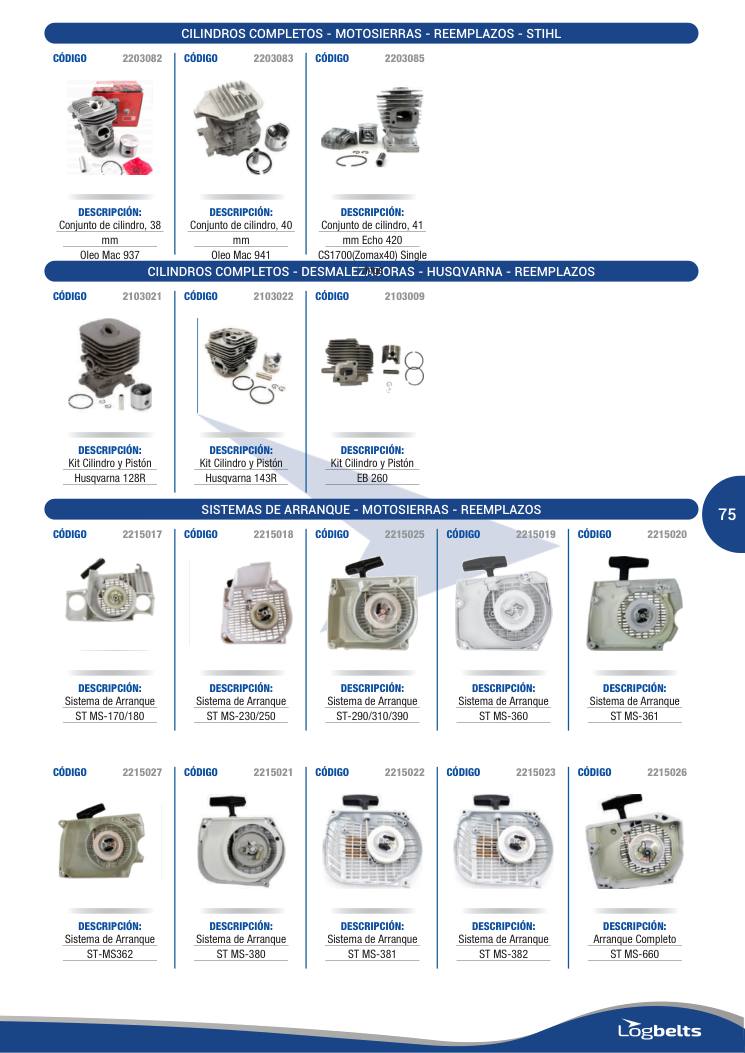 CILINDROS COMPLETOS - MOTOSIERRAS - REEMPLAZOS - STIHL
CÓDIGO 2203082
CÓDIGO 2203083
CÓDIGO 2203085
DESCRIPCIÓN:
Conjunto de cilindro, 38
mm
Oleo Mac 937
DESCRIPCIÓN:
Conjunto de cilindro, 40
mm
Oleo Mac 941
DESCRIPCIÓN:
Conjunto de cilindro, 41
mm Echo 420
CS1700(Zomax40) Single
CILINDROS COMPLETOS - DESMALEZADORAS - HUSQVARNA - REEMPLAZOS
CÓDIGO 2103021
CÓDIGO 2103022
CÓDIGO 2103009
DESCRIPCIÓN:
Kit Cilindro y Pistón
Husqvarna 128R
DESCRIPCIÓN:
Kit Cilindro y Pistón
Husqvarna 143R
DESCRIPCIÓN:
Kit Cilindro y Pistón
EB 260
SISTEMAS DE ARRANQUE - MOTOSIERRAS - REEMPLAZOS
75
CÓDIGO 2215017
CÓDIGO 2215018
CÓDIGO 2215025
CÓDIGO 2215019
CÓDIGO 2215020
DESCRIPCIÓN:
Sistema de Arranque
ST MS-170/180
DESCRIPCIÓN:
Sistema de Arranque
ST MS-230/250
DESCRIPCIÓN:
Sistema de Arranque
ST-290/310/390
DESCRIPCIÓN:
Sistema de Arranque
ST MS-360
DESCRIPCIÓN:
Sistema de Arranque
ST MS-361
CÓDIGO 2215027
CÓDIGO 2215021
CÓDIGO 2215022
CÓDIGO 2215023
CÓDIGO 2215026
DESCRIPCIÓN:
Sistema de Arranque
ST-MS362
DESCRIPCIÓN:
Sistema de Arranque
ST MS-380
DESCRIPCIÓN:
Sistema de Arranque
ST MS-381
DESCRIPCIÓN:
Sistema de Arranque
ST MS-382
DESCRIPCIÓN:
Arranque Completo
ST MS-660
Logbelts